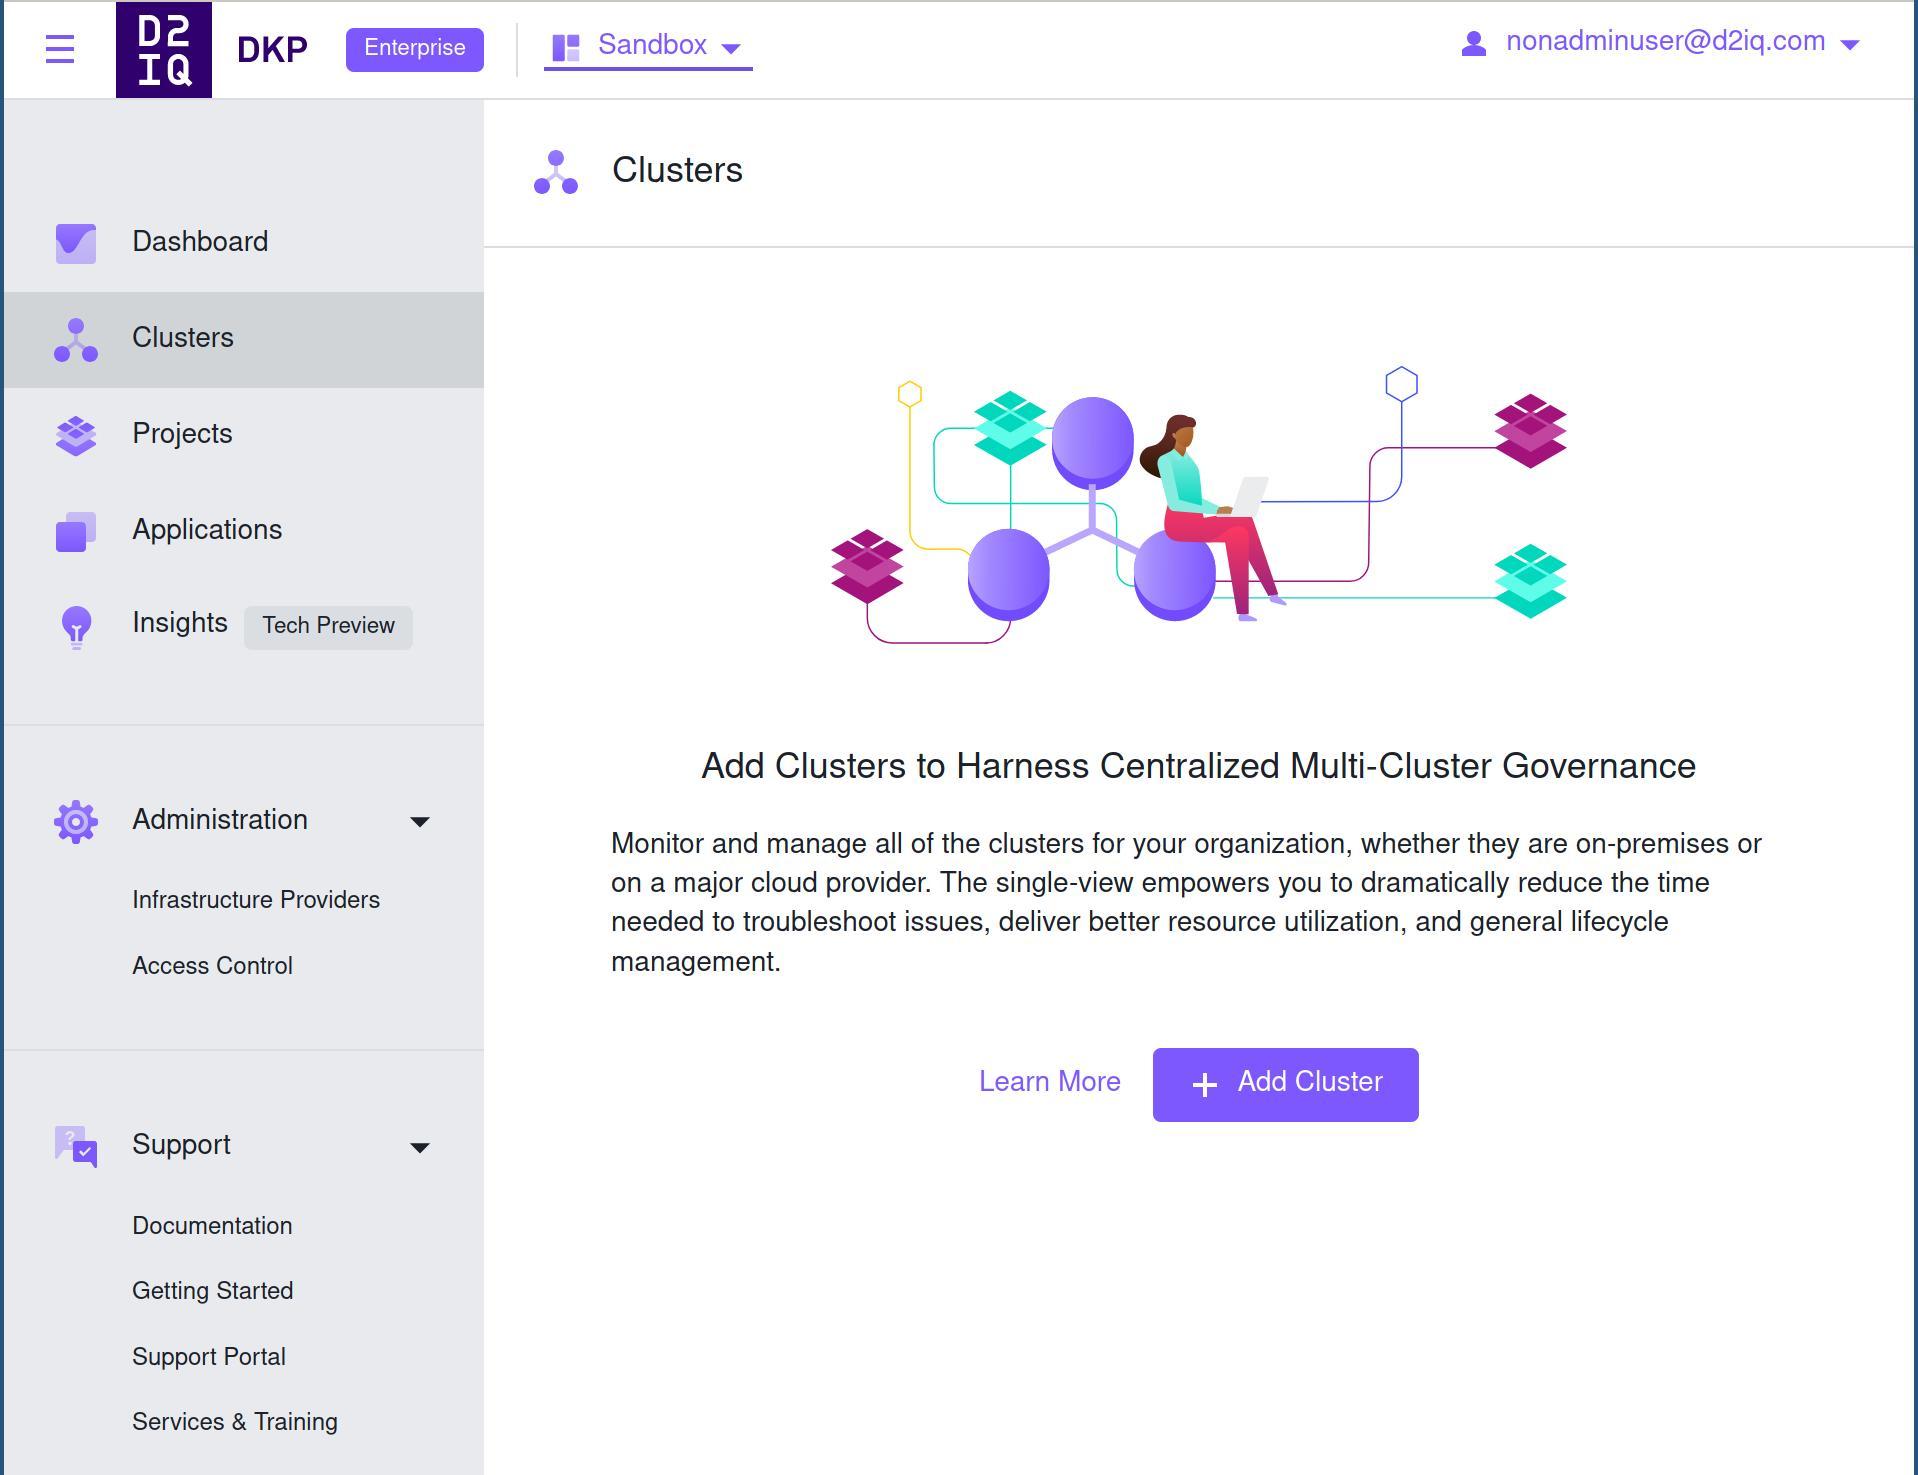 D2
IQ
DKP
Enterprise
Sandbox
nonadminuser@d2iq.com
Clusters
Dashboard
Clusters
Projects
Applications
Insights
Tech Preview
Administration
Infrastructure Providers
Access Control
Support
Documentation
Getting Started
Support Portal
Services & Training
Add Clusters to Harness Centralized Multi-Cluster Governance
Monitor and manage all of the clusters for your organization, whether they are on-premises or
on a major cloud provider. The single-view empowers you to dramatically reduce the time
needed to troubleshoot issues, deliver better resource utilization, and general lifecycle
management.
Learn More
Add Cluster